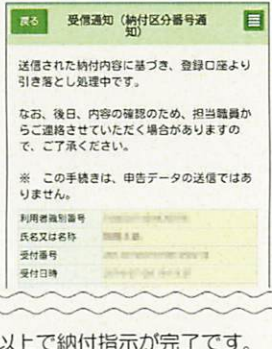 戻る
受信通知（納付区分番号通
知）
送信された納付内容に基づき、登録口座より
引き落とし処理中です。
なお、後日、内容の確認のため、担当職員か
らご連絡させていただく場合がありますの
で、ご了承ください。
※　この手続きは、申告データの送信ではあ
りません。
利用者識別番号
氏名又は名称
受付番号
受付日時
以上で納付指示が完了です。